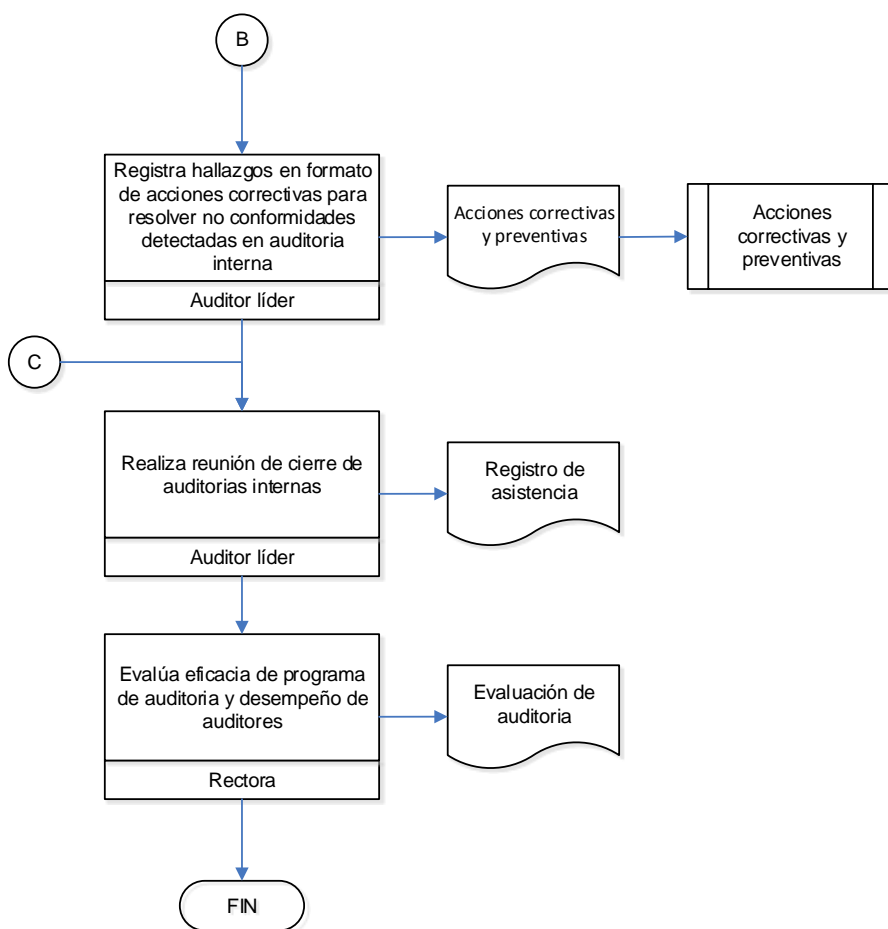 B
Registra hallazgos en formato
de acciones correctivas para
resolver no conformidades
detectadas en auditoria
interna
Auditor líder
Acciones correctivas
y preventivas
Acciones
correctivas y
preventivas
C
Realiza reunión de cierre de
auditorias internas
Auditor líder
Registro de
asistencia
Evalúa eficacia de programa
de auditoria y desempeño de
auditores
Rectora
Evaluación de
auditoria
FIN